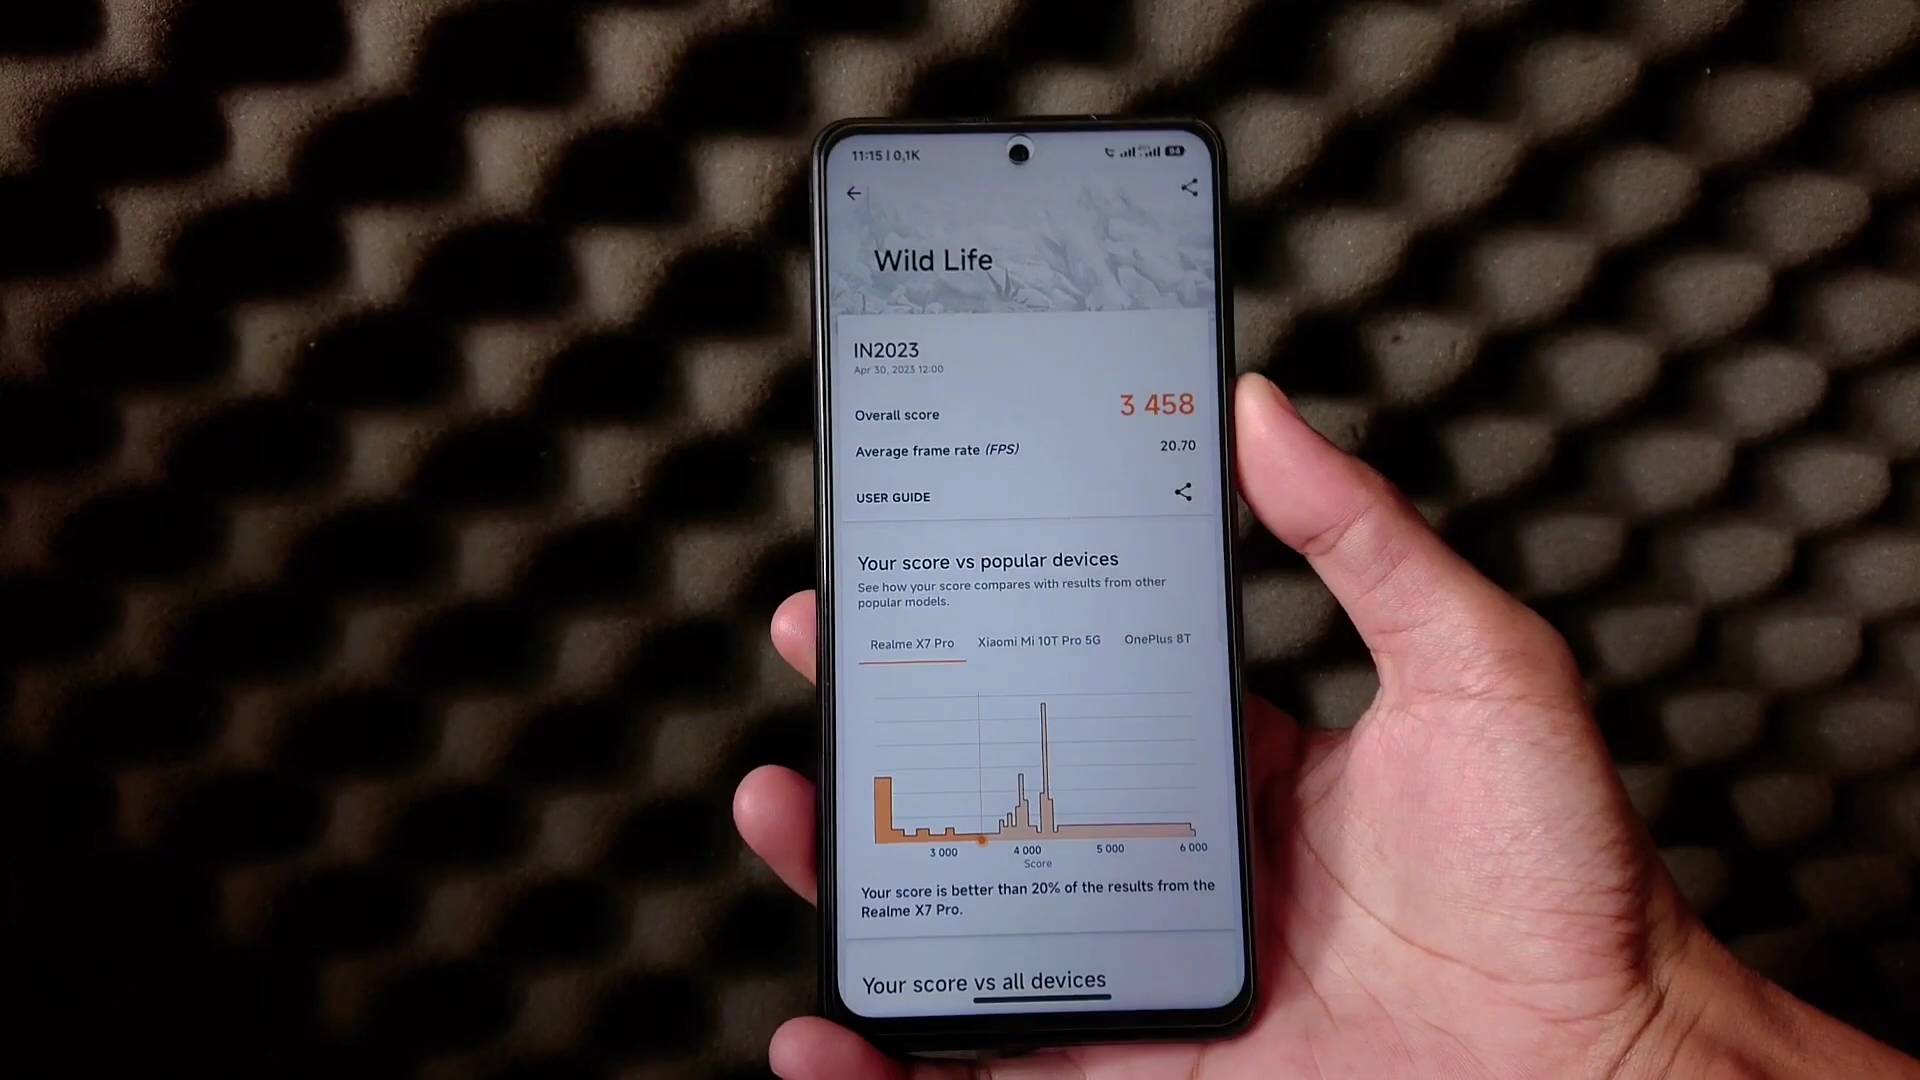 11:15 | 0,1K
84
Wild Life
IN2023
Apr 30, 2023 12:00
Overall score 3 458
Average frame rate (FPS) 20.70
USER GUIDE
Your score vs popular devices
See how your score compares with results from other
popular models.
Realme X7 Pro Xiaomi Mi 10T Pro 5G OnePlus 8T
3 000 4 000 5 000 6 000
Score
Your score is better than 20% of the results from the
Realme X7 Pro.
Your score vs all devices